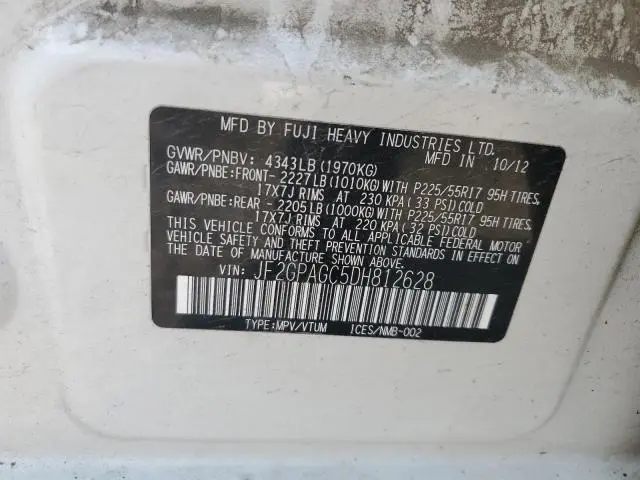 MFD BY FUJI HEAVY INDUSTRIES LTD.
MFD IN 10/12
GVWR/PNBV: 4343LB(1970KG)
GAWR/PNBE:FRONT- 2227LB(1010KG)WITH P225/55R17 95H TIRES.
17X7J RIMS AT 230 KPA(33 PSI)COLD
GAWR/PNBE:REAR - 2205LB(1000KG)WITH P225/55R17 95H TIRES.
17X7J RIMS AT 220 KPA(32 PSI)COLD
THIS VEHICLE CONFORMS TO ALL APPLICABLE FEDERAL MOTOR
VEHICLE SAFETY AND THEFT PREVENTION STANDARDS IN EFFECT ON
THE DATE OF MANUFACTURE SHOWN ABOVE.
VIN: JF2GPAGC5DH812628
TYPE:MPV/VTUM ICES/NMB-002